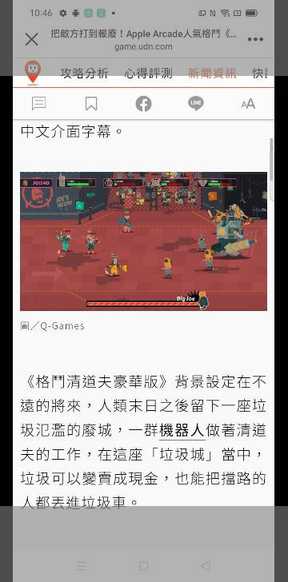 10:46
把敵方打到報廢！Apple Arcade人氣格鬥《...
game.udn.com
攻略分析 心得評測 新聞資訊
中文介面字幕。
Big Joe
圖／Q-Games
《格鬥清道夫豪華版》背景設定在不
遠的將來，人類末日之後留下一座垃
圾氾濫的廢城，一群機器人做著清道
夫的工作，在這座「垃圾城」當中，
垃圾可以變賣成現金，也能把擋路的
人都丟進垃圾車。